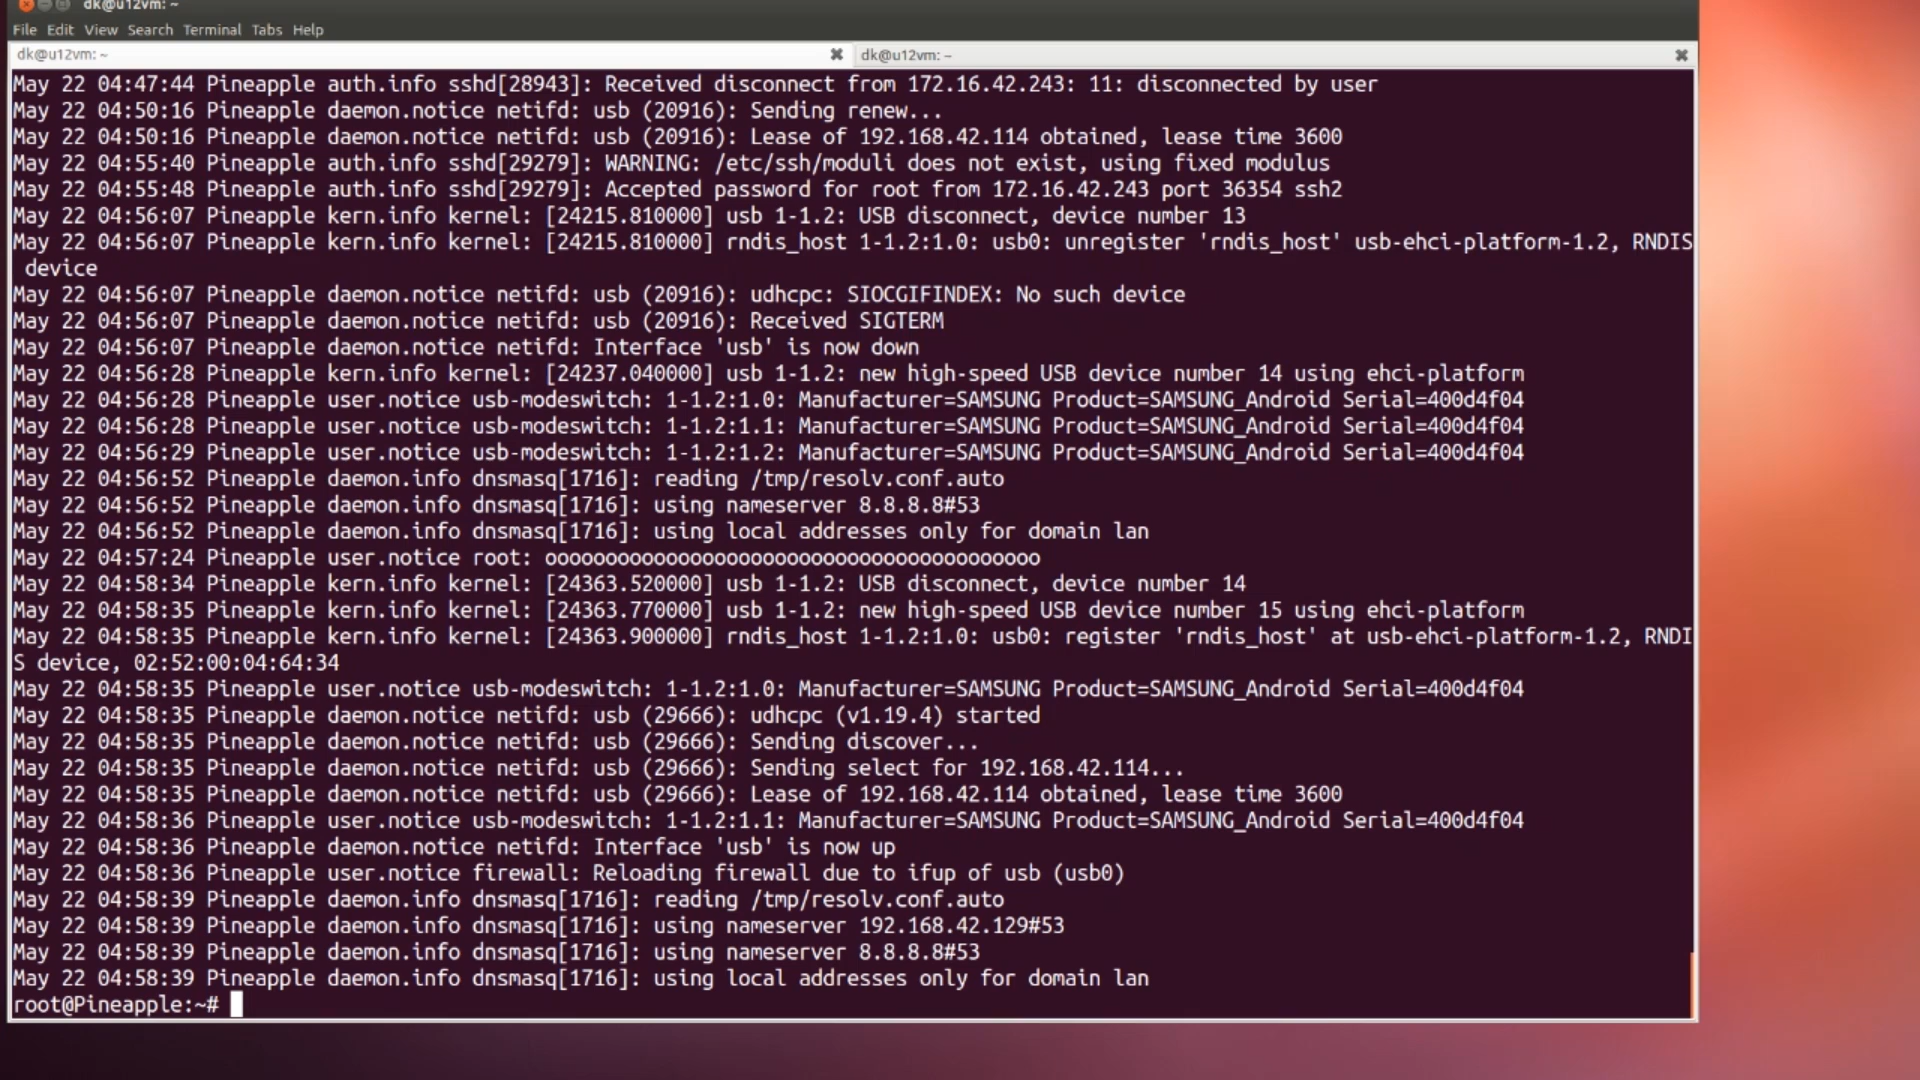 dk@u12vm: ~
File Edit View Search Terminal Tabs Help
dk@u12vm: ~
dk@u12vm: ~
May 22 04:47:44 Pineapple auth.info sshd[28943]: Received disconnect from 172.16.42.243: 11: disconnected by user
May 22 04:50:16 Pineapple daemon.notice netifd: usb (20916): Sending renew...
May 22 04:50:16 Pineapple daemon.notice netifd: usb (20916): Lease of 192.168.42.114 obtained, lease time 3600
May 22 04:55:40 Pineapple auth.info sshd[29279]: WARNING: /etc/ssh/moduli does not exist, using fixed modulus
May 22 04:55:48 Pineapple auth.info sshd[29279]: Accepted password for root from 172.16.42.243 port 36354 ssh2
May 22 04:56:07 Pineapple kern.info kernel: [24215.810000] usb 1-1.2: USB disconnect, device number 13
May 22 04:56:07 Pineapple kern.info kernel: [24215.810000] rndis_host 1-1.2:1.0: usb0: unregister 'rndis_host' usb-ehci-platform-1.2, RNDIS
device
May 22 04:56:07 Pineapple daemon.notice netifd: usb (20916): udhcpc: SIOCGIFINDEX: No such device
May 22 04:56:07 Pineapple daemon.notice netifd: usb (20916): Received SIGTERM
May 22 04:56:07 Pineapple daemon.notice netifd: Interface 'usb' is now down
May 22 04:56:28 Pineapple kern.info kernel: [24237.040000] usb 1-1.2: new high-speed USB device number 14 using ehci-platform
May 22 04:56:28 Pineapple user.notice usb-modeswitch: 1-1.2:1.0: Manufacturer=SAMSUNG Product=SAMSUNG_Android Serial=400d4f04
May 22 04:56:28 Pineapple user.notice usb-modeswitch: 1-1.2:1.1: Manufacturer=SAMSUNG Product=SAMSUNG_Android Serial=400d4f04
May 22 04:56:29 Pineapple user.notice usb-modeswitch: 1-1.2:1.2: Manufacturer=SAMSUNG Product=SAMSUNG_Android Serial=400d4f04
May 22 04:56:52 Pineapple daemon.info dnsmasq[1716]: reading /tmp/resolv.conf.auto
May 22 04:56:52 Pineapple daemon.info dnsmasq[1716]: using nameserver 8.8.8.8#53
May 22 04:56:52 Pineapple daemon.info dnsmasq[1716]: using local addresses only for domain lan
May 22 04:57:24 Pineapple user.notice root: ooooooooooooooooooooooooooooooooooooooooo
May 22 04:58:34 Pineapple kern.info kernel: [24363.520000] usb 1-1.2: USB disconnect, device number 14
May 22 04:58:35 Pineapple kern.info kernel: [24363.770000] usb 1-1.2: new high-speed USB device number 15 using ehci-platform
May 22 04:58:35 Pineapple kern.info kernel: [24363.900000] rndis_host 1-1.2:1.0: usb0: register 'rndis_host' at usb-ehci-platform-1.2, RNDI
S device, 02:52:00:04:64:34
May 22 04:58:35 Pineapple user.notice usb-modeswitch: 1-1.2:1.0: Manufacturer=SAMSUNG Product=SAMSUNG_Android Serial=400d4f04
May 22 04:58:35 Pineapple daemon.notice netifd: usb (29666): udhcpc (v1.19.4) started
May 22 04:58:35 Pineapple daemon.notice netifd: usb (29666): Sending discover...
May 22 04:58:35 Pineapple daemon.notice netifd: usb (29666): Sending select for 192.168.42.114...
May 22 04:58:35 Pineapple daemon.notice netifd: usb (29666): Lease of 192.168.42.114 obtained, lease time 3600
May 22 04:58:36 Pineapple user.notice usb-modeswitch: 1-1.2:1.1: Manufacturer=SAMSUNG Product=SAMSUNG_Android Serial=400d4f04
May 22 04:58:36 Pineapple daemon.notice netifd: Interface 'usb' is now up
May 22 04:58:36 Pineapple user.notice firewall: Reloading firewall due to ifup of usb (usb0)
May 22 04:58:39 Pineapple daemon.info dnsmasq[1716]: reading /tmp/resolv.conf.auto
May 22 04:58:39 Pineapple daemon.info dnsmasq[1716]: using nameserver 192.168.42.129#53
May 22 04:58:39 Pineapple daemon.info dnsmasq[1716]: using nameserver 8.8.8.8#53
May 22 04:58:39 Pineapple daemon.info dnsmasq[1716]: using local addresses only for domain lan
root@Pineapple:~#